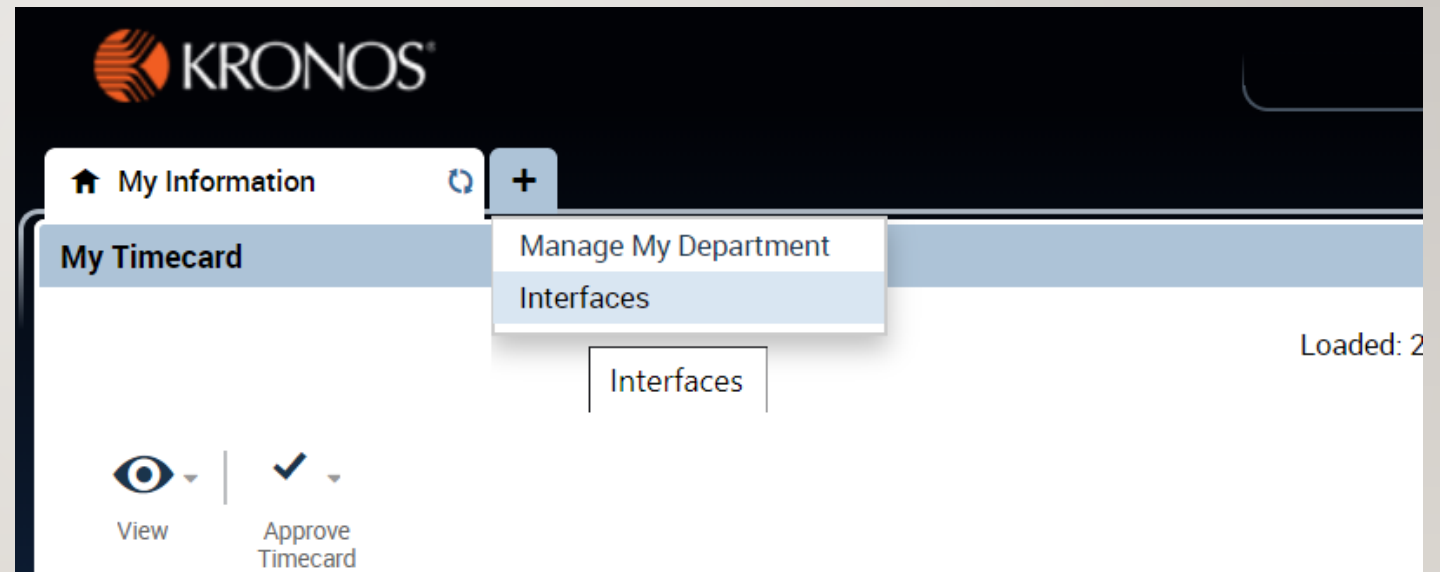 KRONOS®
My Information
+
My Timecard
Manage My Department
Interfaces
Loaded: 2
Interfaces
View
Approve
Timecard